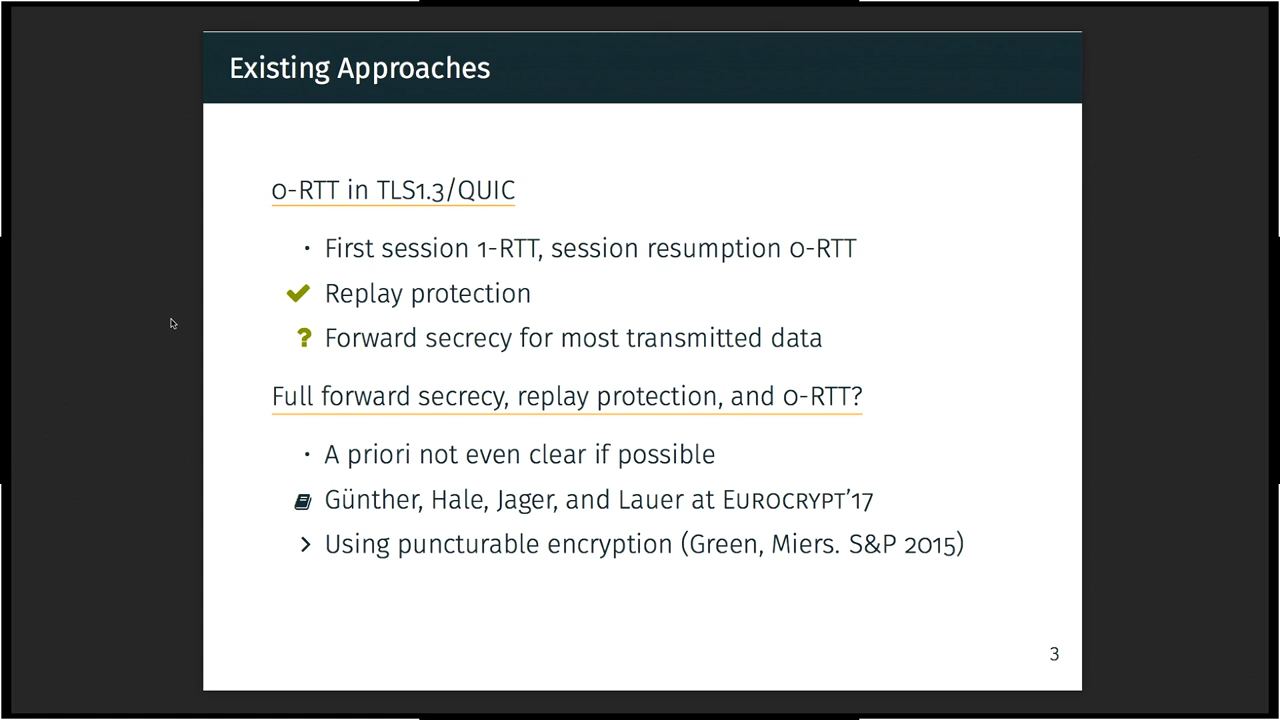 Existing Approaches
0-RTT in TLS1.3/QUIC
· First session 1-RTT, session resumption 0-RTT
✔ Replay protection
? Forward secrecy for most transmitted data
Full forward secrecy, replay protection, and 0-RTT?
· A priori not even clear if possible
Günther, Hale, Jager, and Lauer at EUROCRYPT'17
> Using puncturable encryption (Green, Miers. S&P 2015)
3